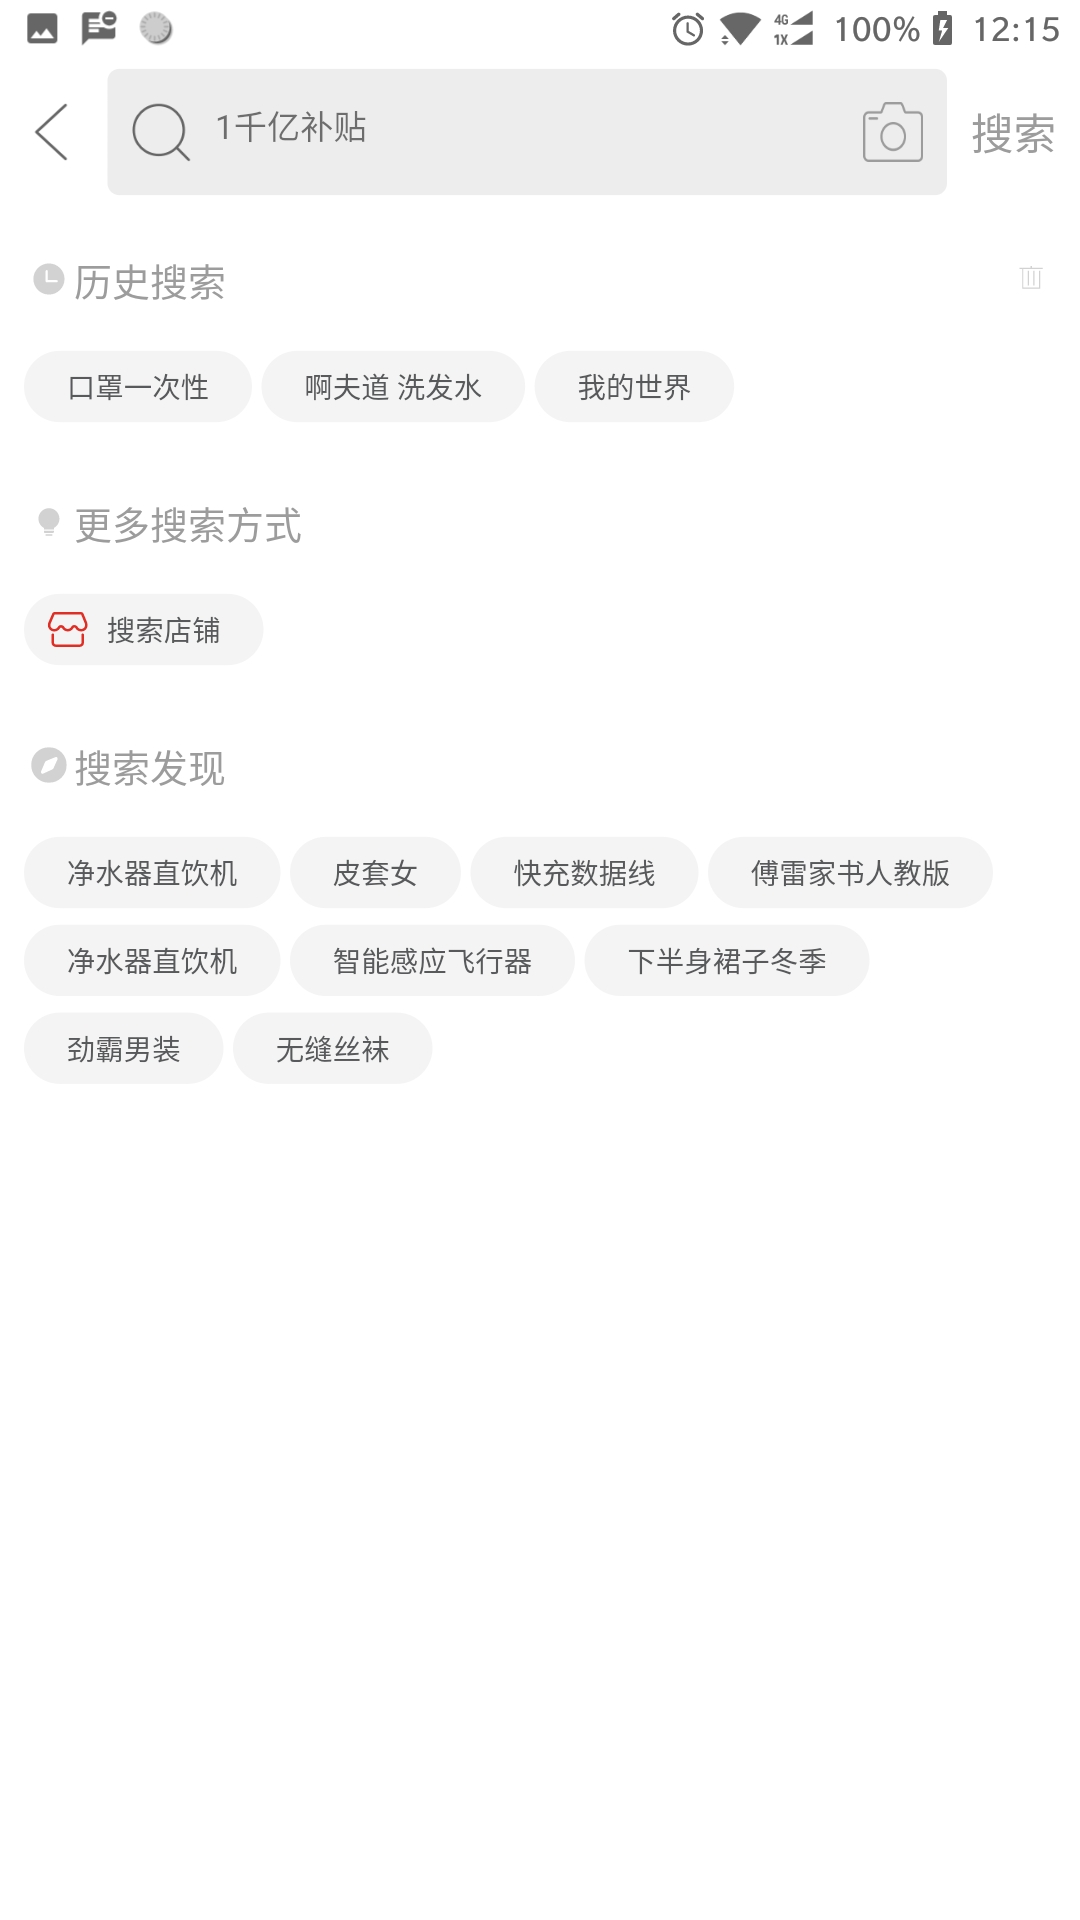 4G 1X 100% 12:15
1千亿补贴 搜索
历史搜索
口罩一次性 啊夫道 洗发水 我的世界
更多搜索方式
搜索店铺
搜索发现
净水器直饮机 皮套女 快充数据线 傅雷家书人教版
净水器直饮机 智能感应飞行器 下半身裙子冬季
劲霸男装 无缝丝袜